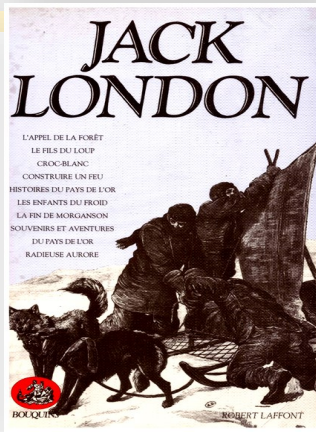 JACK
LONDON
L'APPEL DE LA FORÊT
LE FILS DU LOUP
CROC-BLANC
CONSTRUIRE UN FEU
HISTOIRES DU PAYS DE L'OR
LES ENFANTS DU FROID
LA FIN DE MORGANSON
SOUVENIRS ET AVENTURES
DU PAYS DE L'OR
RADIEUSE AURORE
BOUQUINS
ROBERT LAFFONT